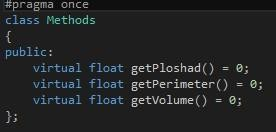 #pragma once
class Methods
{
public:
    virtual float getPloshad() = 0;
    virtual float getPerimeter() = 0;
    virtual float getVolume() = 0;
};